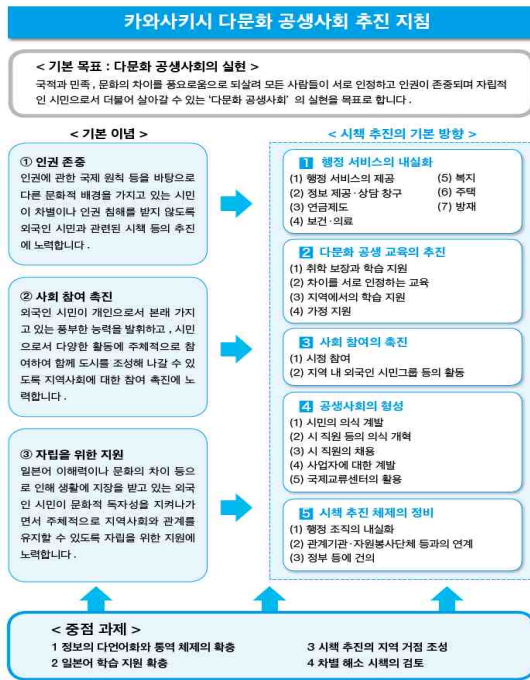 카와사키시 다문화 공생사회 추진 지침
< 기본 목표 : 다문화 공생사회의 실현 >
국적과 민족 , 문화의 차이를 풍요로움으로 되살려 모든 사람들이 서로 인정하고 인권이 존중되며 자립적
인 시민으로서 더불어 살아갈 수 있는 '다문화 공생사회' 의 실현을 목표로 합니다 .
< 기본 이념 >
① 인권 존중
인권에 관한 국제 원칙 등을 바탕으로
다른 문화적 배경을 가지고 있는 시민
이 차별이나 인권 침해를 받지 않도록
외국인 시민과 관련된 시책 등의 추진
에 노력합니다 .
② 사회 참여 촉진
외국인 시민이 개인으로서 본래 가지
고 있는 풍부한 능력을 발휘하고 , 시민
으로서 다양한 활동에 주체적으로 참
여하여 함께 도시를 조성해 나갈 수 있
도록 지역사회에 대한 참여 촉진에 노
력합니다 .
③ 자립을 위한 지원
일본어 이해력이나 문화의 차이 등으
로 인해 생활에 지장을 받고 있는 외국
인 시민이 문화적 독자성을 지켜나가
면서 주체적으로 지역사회와 관계를
유지할 수 있도록 자립을 위한 지원에
노력합니다 .
< 시책 추진의 기본 방향 >
1 행정 서비스의 내실화
(1) 행정 서비스의 제공
(2) 정보 제공·상담 창구
(3) 연금제도
(4) 보건·의료
(5) 복지
(6) 주택
(7) 방재
2 다문화 공생 교육의 추진
(1) 취학 보장과 학습 지원
(2) 차이를 서로 인정하는 교육
(3) 지역에서의 학습 지원
(4) 가정 지원
3 사회 참여의 촉진
(1) 시정 참여
(2) 지역 내 외국인 시민그룹 등의 활동
4 공생사회의 형성
(1) 시민의 의식 계발
(2) 시 직원 등의 의식 개혁
(3) 시 직원의 채용
(4) 사업자에 대한 계발
(5) 국제교류센터의 활용
5 시책 추진 체제의 정비
(1) 행정 조직의 내실화
(2) 관계기관·자원봉사단체 등과의 연계
(3) 정부 등에 건의
< 중점 과제 >
1 정보의 다언어화와 통역 체제의 확충
2 일본어 학습 지원 확충
3 시책 추진의 지역 거점 조성
4 차별 해소 시책의 검토